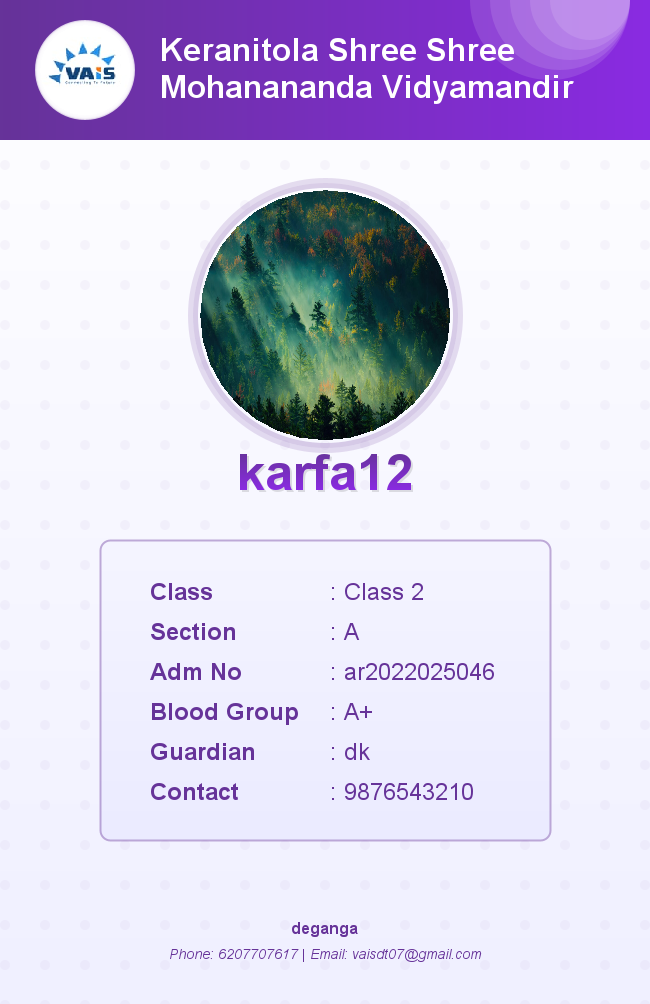 VAiS
Connecting To Future
Keranitola Shree Shree
Mohanananda Vidyamandir
karfa12
Class : Class 2
Section : A
Adm No : ar2022025046
Blood Group : A+
Guardian : dk
Contact : 9876543210
deganga
Phone: 6207707617 | Email: vaisdt07@gmail.com